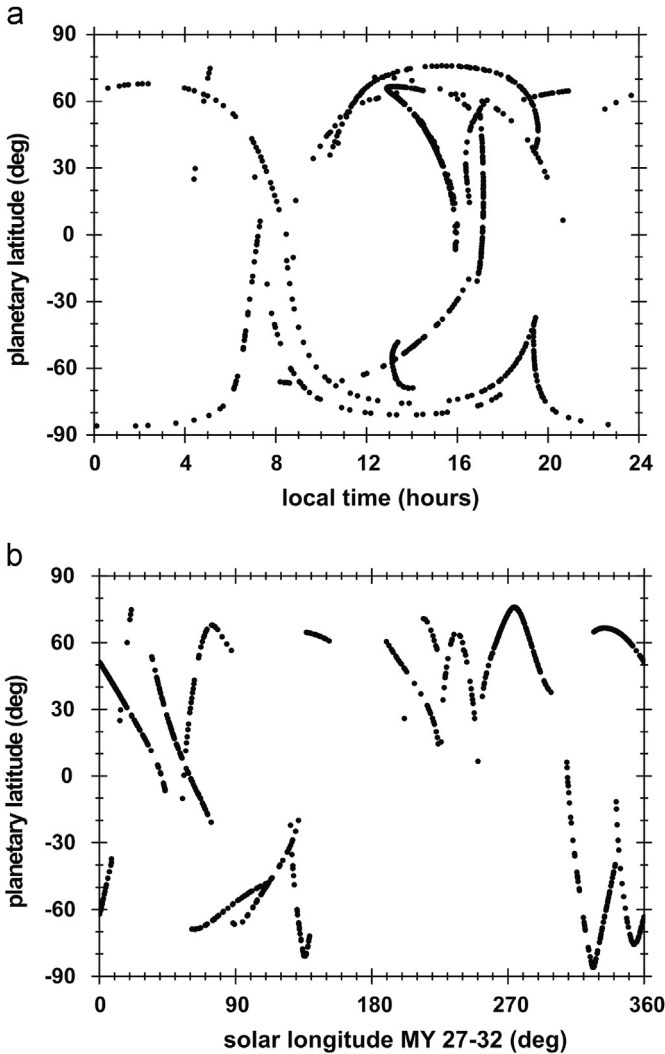 a
90
60
30
0
-30
-60
-90
planetary latitude (deg)
0 4 8 12 16 20 24
local time (hours)
b
90
60
30
0
-30
-60
-90
planetary latitude (deg)
0 90 180 270 360
solar longitude MY 27-32 (deg)